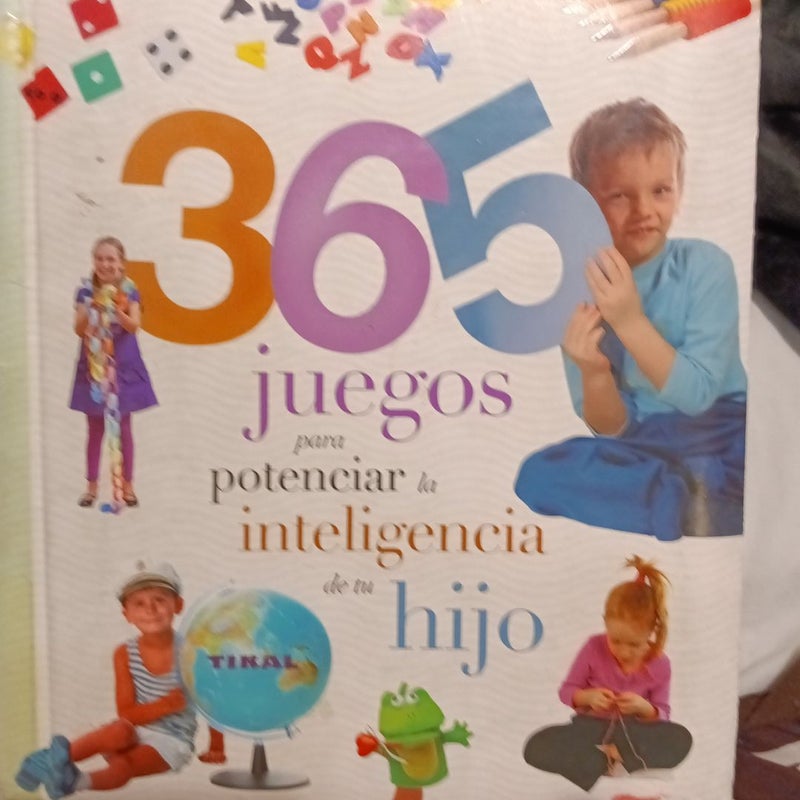 365
juegos
para
potenciar la
inteligencia
de tu
hijo
TIKAL